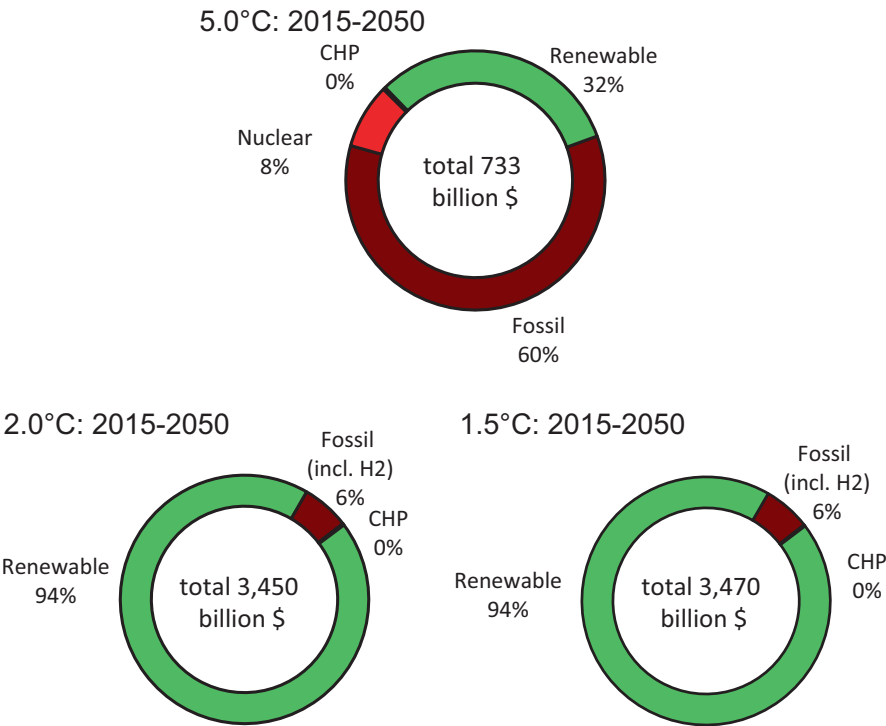 5.0°C: 2015-2050
CHP
0%
Renewable
32%
Nuclear
8%
total 733
billion $
Fossil
60%
2.0°C: 2015-2050
Fossil
(incl. H2)
6%
CHP
0%
Renewable
94%
total 3,450
billion $
1.5°C: 2015-2050
Fossil
(incl. H2)
6%
CHP
0%
Renewable
94%
total 3,470
billion $